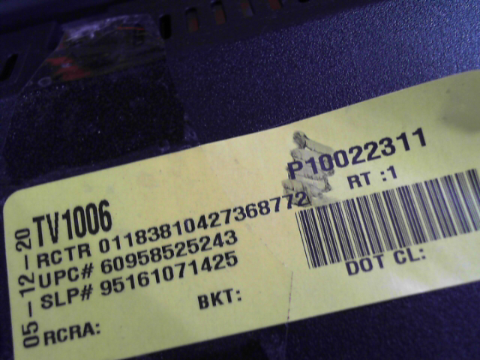 05-12-20
TV1006
P10022311
RCTR 01183810427368772
RT :1
UPC# 60958525243
SLP# 95161071425
DOT CL:
BKT:
RCRA: